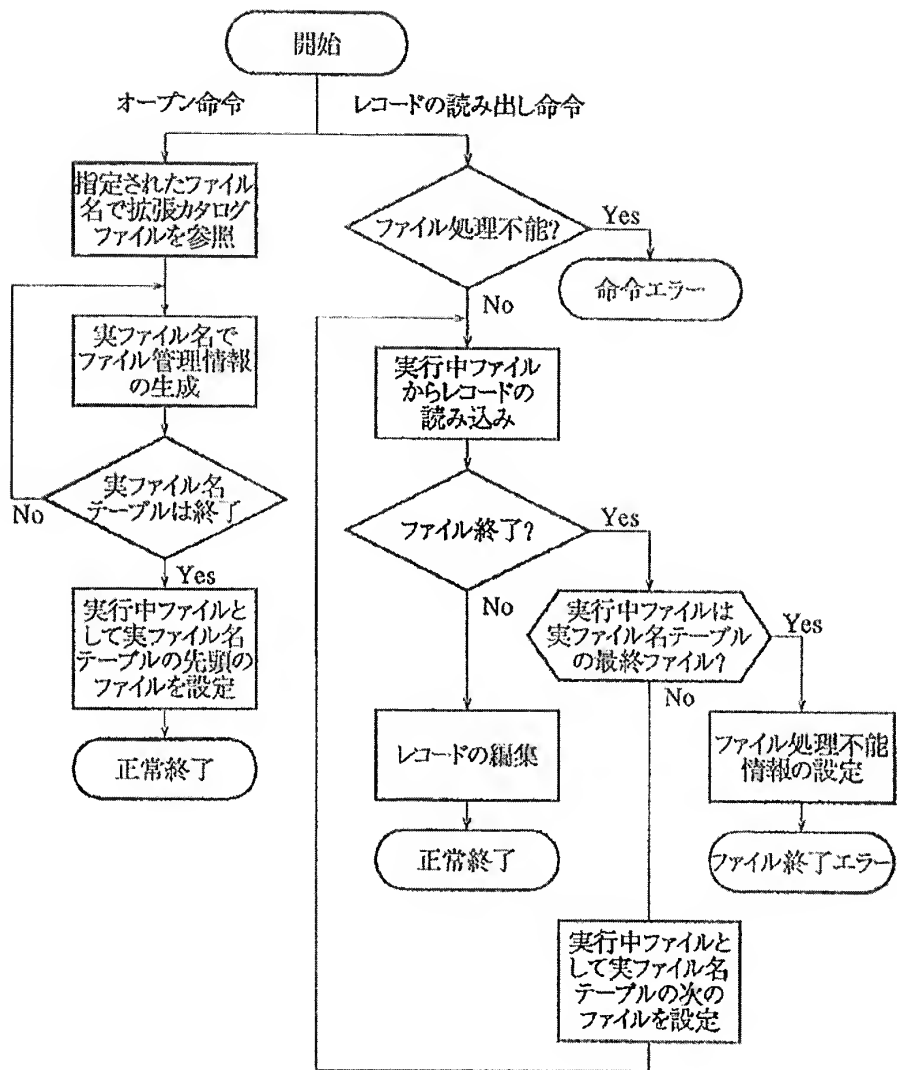 開始
オープン命令
レコードの読み出し命令
指定されたファイル
名で拡張カタログ
ファイルを参照
実ファイル名で
ファイル管理情報
の生成
実ファイル名
テーブルは終了
No
Yes
実行中ファイルと
して実ファイル名
テーブルの先頭の
ファイルを設定
正常終了
ファイル処理不能?
Yes
命令エラー
No
実行中ファイル
からレコードの
読み込み
ファイル終了?
Yes
No
レコードの編集
正常終了
実行中ファイルは
実ファイル名テーブル
の最終ファイル?
Yes
No
ファイル処理不能
情報の設定
ファイル終了エラー
実行中ファイルと
して実ファイル名
テーブルの次の
ファイルを設定